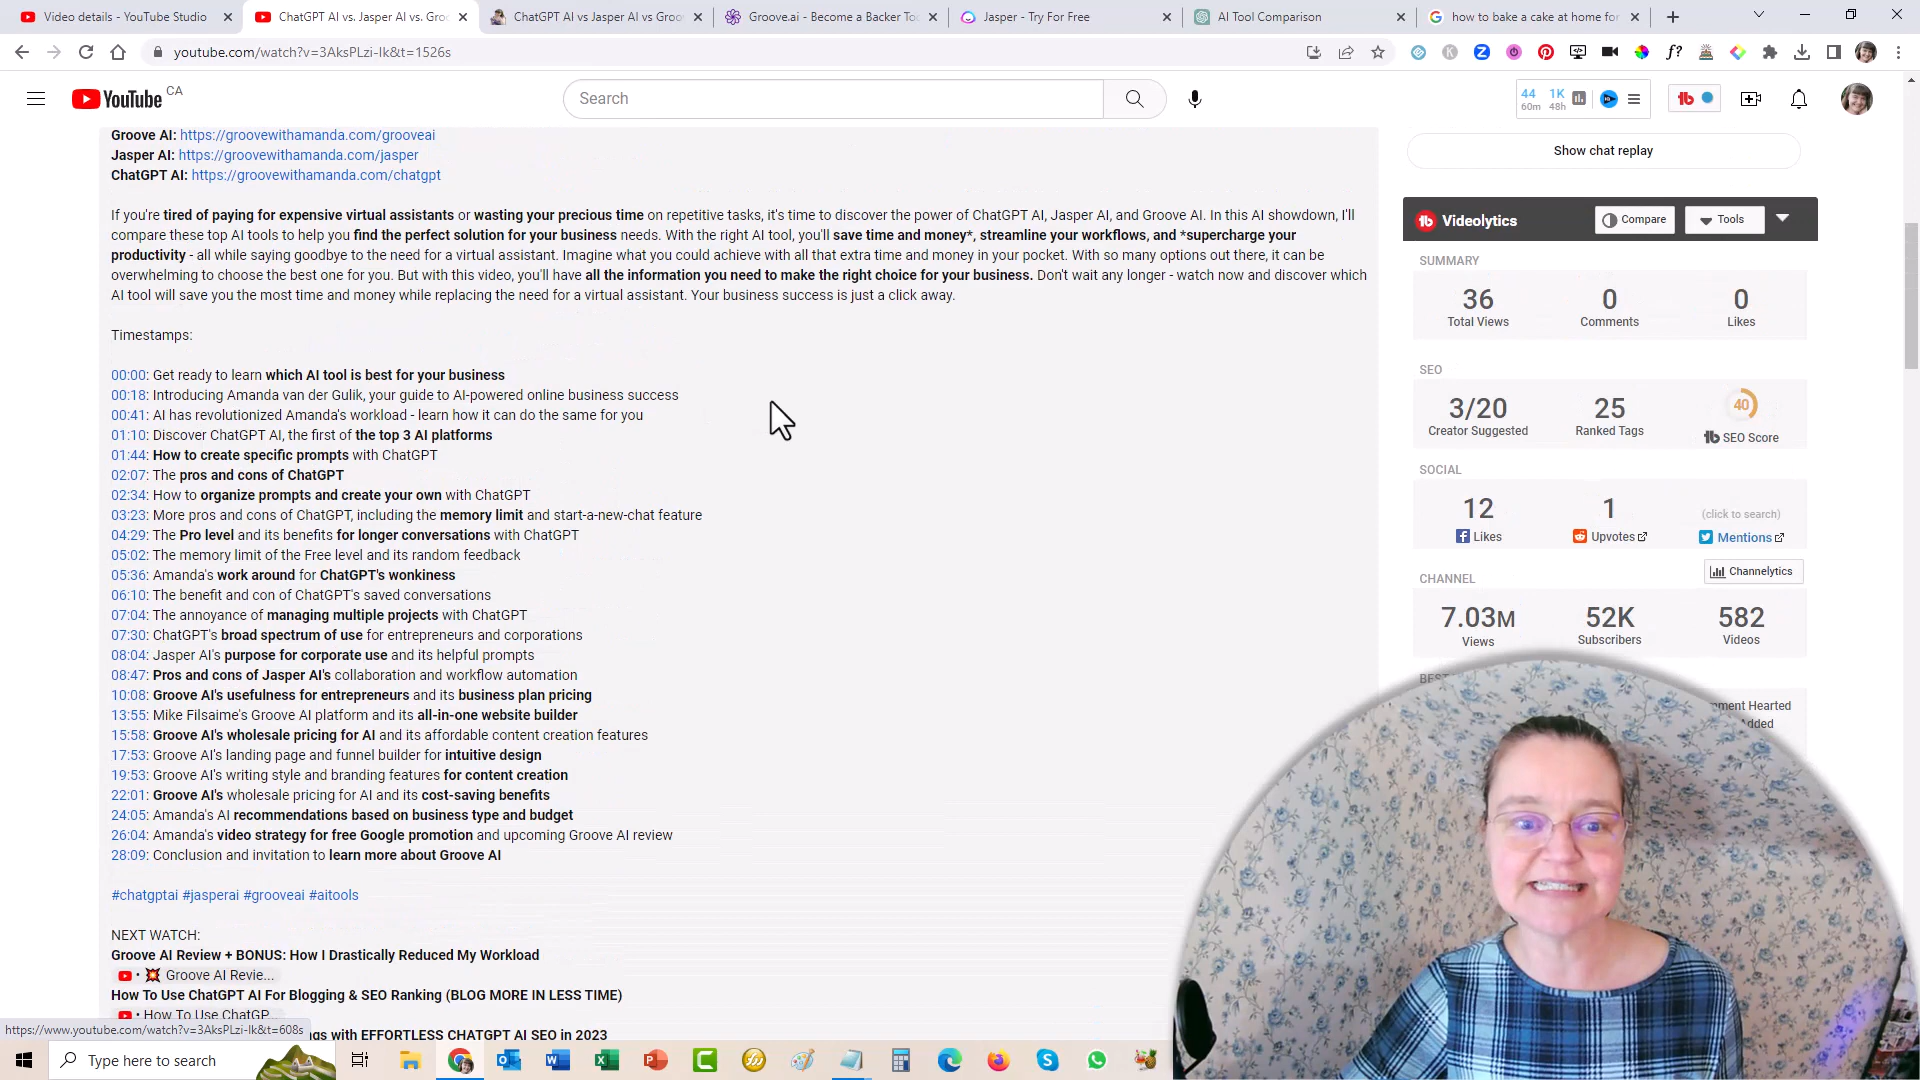 Video details - YouTube Studio
ChatGPT AI vs. Jasper AI vs. Groo
ChatGPT AI vs Jasper AI vs Groov
Groove.ai - Become a Backer Tod
Jasper - Try For Free
AI Tool Comparison
how to bake a cake at home for
youtube.com/watch?v=3AksPLzi-Ik&t=1526s
YouTube CA
Search
44 60m
1K 48h
Groove AI: https://groovewithamanda.com/grooveai
Jasper AI: https://groovewithamanda.com/jasper
ChatGPT AI: https://groovewithamanda.com/chatgpt
If you're tired of paying for expensive virtual assistants or wasting your precious time on repetitive tasks, it's time to discover the power of ChatGPT AI, Jasper AI, and Groove AI. In this AI showdown, I'll
compare these top AI tools to help you find the perfect solution for your business needs. With the right AI tool, you'll save time and money*, streamline your workflows, and *supercharge your
productivity - all while saying goodbye to the need for a virtual assistant. Imagine what you could achieve with all that extra time and money in your pocket. With so many options out there, it can be
overwhelming to choose the best one for you. But with this video, you'll have all the information you need to make the right choice for your business. Don't wait any longer - watch now and discover which
AI tool will save you the most time and money while replacing the need for a virtual assistant. Your business success is just a click away.
Timestamps:
00:00: Get ready to learn which AI tool is best for your business
00:18: Introducing Amanda van der Gulik, your guide to AI-powered online business success
00:41: AI has revolutionized Amanda's workload - learn how it can do the same for you
01:10: Discover ChatGPT AI, the first of the top 3 AI platforms
01:44: How to create specific prompts with ChatGPT
02:07: The pros and cons of ChatGPT
02:34: How to organize prompts and create your own with ChatGPT
03:23: More pros and cons of ChatGPT, including the memory limit and start-a-new-chat feature
04:29: The Pro level and its benefits for longer conversations with ChatGPT
05:02: The memory limit of the Free level and its random feedback
05:36: Amanda's work around for ChatGPT's wonkiness
06:10: The benefit and con of ChatGPT's saved conversations
07:04: The annoyance of managing multiple projects with ChatGPT
07:30: ChatGPT's broad spectrum of use for entrepreneurs and corporations
08:04: Jasper AI's purpose for corporate use and its helpful prompts
08:47: Pros and cons of Jasper AI's collaboration and workflow automation
10:08: Groove AI's usefulness for entrepreneurs and its business plan pricing
13:55: Mike Filsaime's Groove AI platform and its all-in-one website builder
15:58: Groove AI's wholesale pricing for AI and its affordable content creation features
17:53: Groove AI's landing page and funnel builder for intuitive design
19:53: Groove AI's writing style and branding features for content creation
22:01: Groove AI's wholesale pricing for AI and its cost-saving benefits
24:05: Amanda's AI recommendations based on business type and budget
26:04: Amanda's video strategy for free Google promotion and upcoming Groove AI review
28:09: Conclusion and invitation to learn more about Groove AI
#chatgptai #jasperai #grooveai #aitools
NEXT WATCH:
Groove AI Review + BONUS: How I Drastically Reduced My Workload
• 💥 Groove AI Revie...
How To Use ChatGPT AI For Blogging & SEO Ranking (BLOG MORE IN LESS TIME)
• How To Use ChatGP...
ngs with EFFORTLESS CHATGPT AI SEO in 2023
https://www.youtube.com/watch?v=3AksPLzi-Ik&t=608s
Show chat replay
Videolytics
Compare
Tools
SUMMARY
36 0 0
Total Views Comments Likes
SEO
3/20 25 40
Creator Suggested Ranked Tags SEO Score
SOCIAL
12 1 (click to search)
Likes Upvotes Mentions
CHANNEL Channelytics
7.03M 52K 582
Views Subscribers Videos
mment Hearted
Added
Type here to search